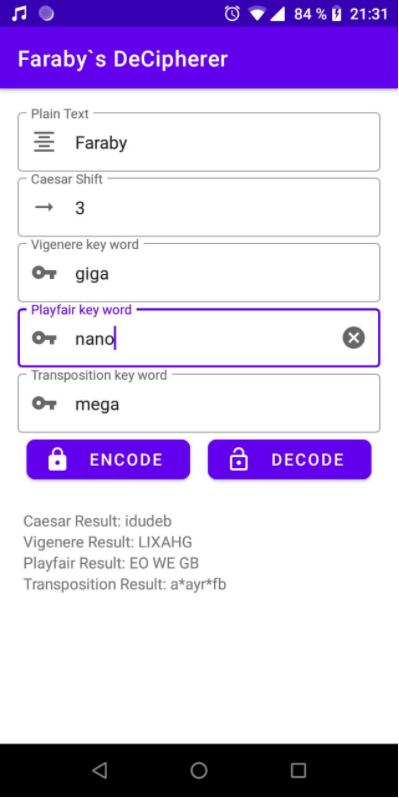 84 % 21:31
Faraby`s DeCipherer
Plain Text
Faraby
Caesar Shift
3
Vigenere key word
giga
Playfair key word
nano
Transposition key word
mega
ENCODE DECODE
Caesar Result: idudeb
Vigenere Result: LIXAHG
Playfair Result: EO WE GB
Transposition Result: a*ayr*fb